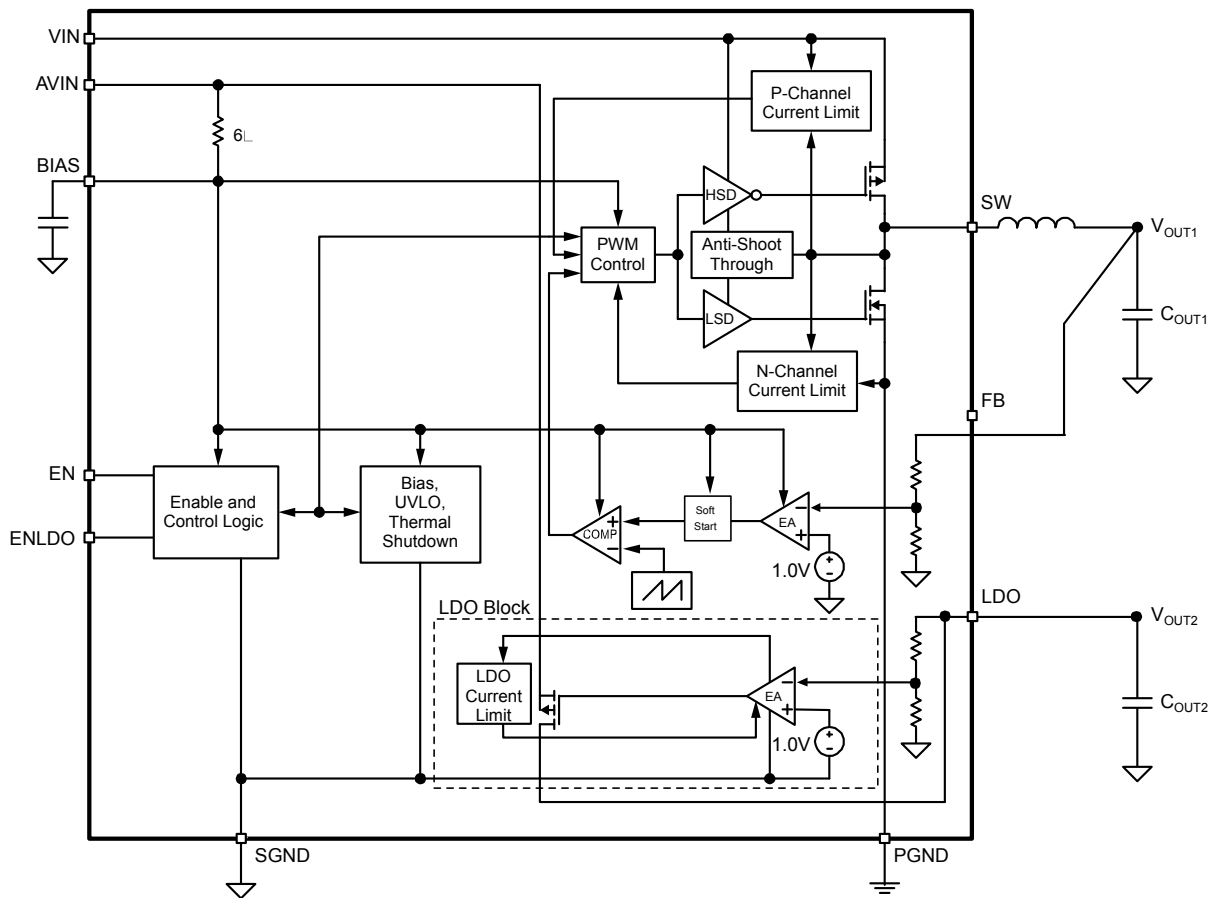 VIN
AVIN
P-Channel
Current Limit
6
BIAS
HSD
SW
PWM
Control
Anti-Shoot
Through
VOUT1
LSD
COUT1
N-Channel
Current Limit
FB
EN
Enable and
Control Logic
Bias,
UVLO,
Thermal
Shutdown
Soft
Start
EA
+
−
COMP
+
−
ENLDO
1.0V
+
−
LDO Block
LDO
VOUT2
LDO
Current
Limit
EA
−
+
COUT2
1.0V
+
−
SGND
PGND